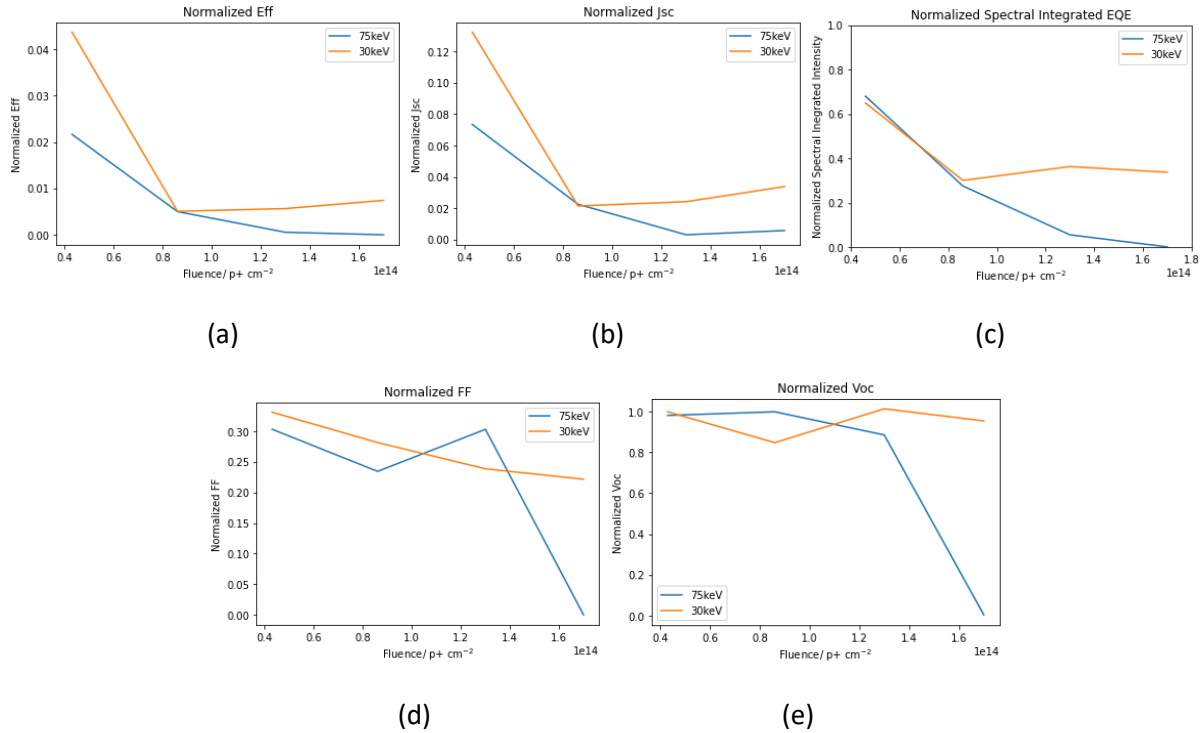 Normalized Eff
75keV
30keV
Normalized Eff
0.04
0.03
0.02
0.01
0.00
0.4 0.6 0.8 1.0 1.2 1.4 1.6
1e14
Fluence/ p+ cm⁻²
(a)
Normalized Jsc
75keV
30keV
Normalized Jsc
0.12
0.10
0.08
0.06
0.04
0.02
0.00
0.4 0.6 0.8 1.0 1.2 1.4 1.6
1e14
Fluence/ p+ cm⁻²
(b)
Normalized Spectral Integrated EQE
75keV
30keV
Normalized Spectral Inegrated Intensity
1.0
0.8
0.6
0.4
0.2
0.0
0.4 0.6 0.8 1.0 1.2 1.4 1.6 1.8
1e14
Fluence/ p+ cm⁻²
(c)
Normalized FF
75keV
30keV
Normalized FF
0.30
0.25
0.20
0.15
0.10
0.05
0.00
0.4 0.6 0.8 1.0 1.2 1.4 1.6
1e14
Fluence/ p+ cm⁻²
(d)
Normalized Voc
75keV
30keV
Normalized Voc
1.0
0.8
0.6
0.4
0.2
0.0
0.4 0.6 0.8 1.0 1.2 1.4 1.6
1e14
Fluence/ p+ cm⁻²
(e)